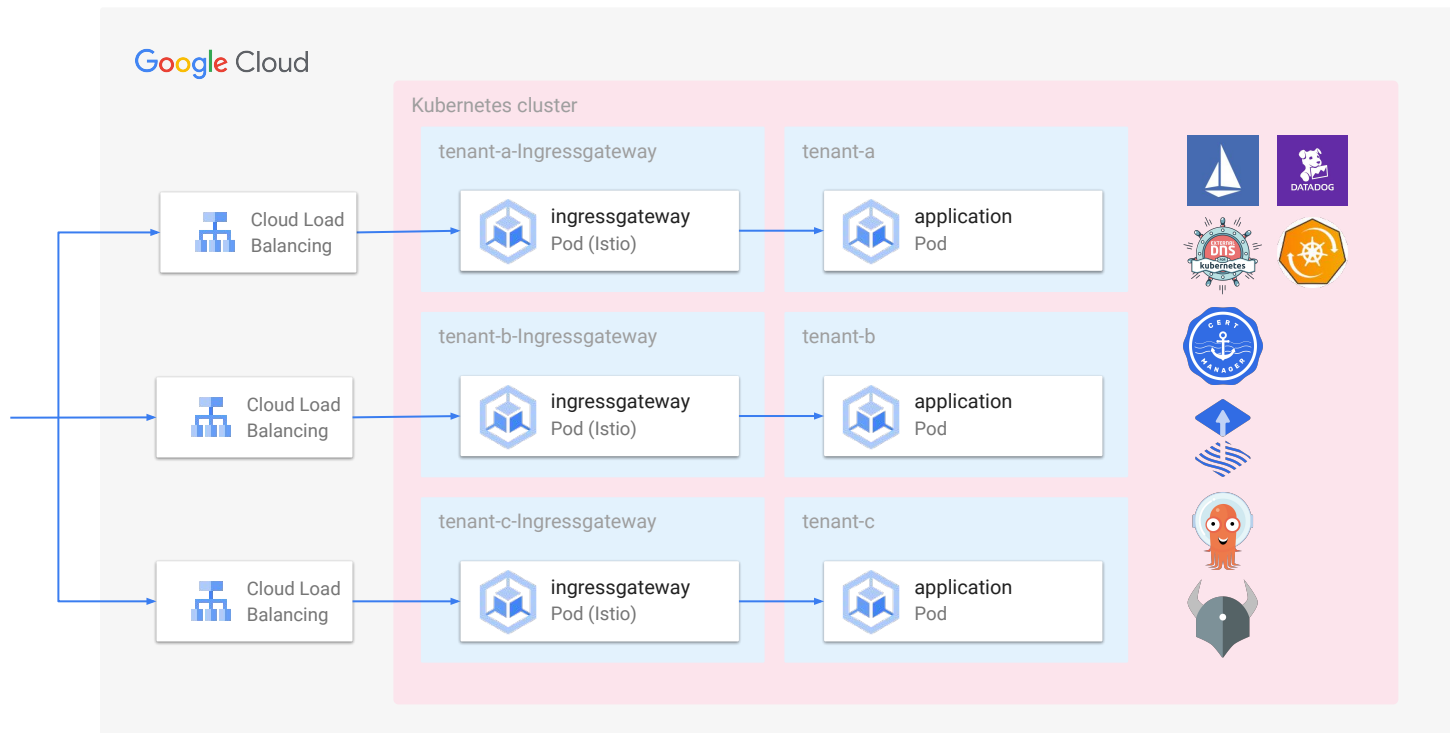 Google Cloud
Kubernetes cluster
tenant-a-Ingressgateway
tenant-a
Cloud Load
Balancing
ingressgateway
Pod (Istio)
application
Pod
DATADOG
EXTERNAL
DNS
kubernetes
tenant-b-Ingressgateway
tenant-b
Cloud Load
Balancing
ingressgateway
Pod (Istio)
application
Pod
CERT
MANAGER
tenant-c-Ingressgateway
tenant-c
Cloud Load
Balancing
ingressgateway
Pod (Istio)
application
Pod